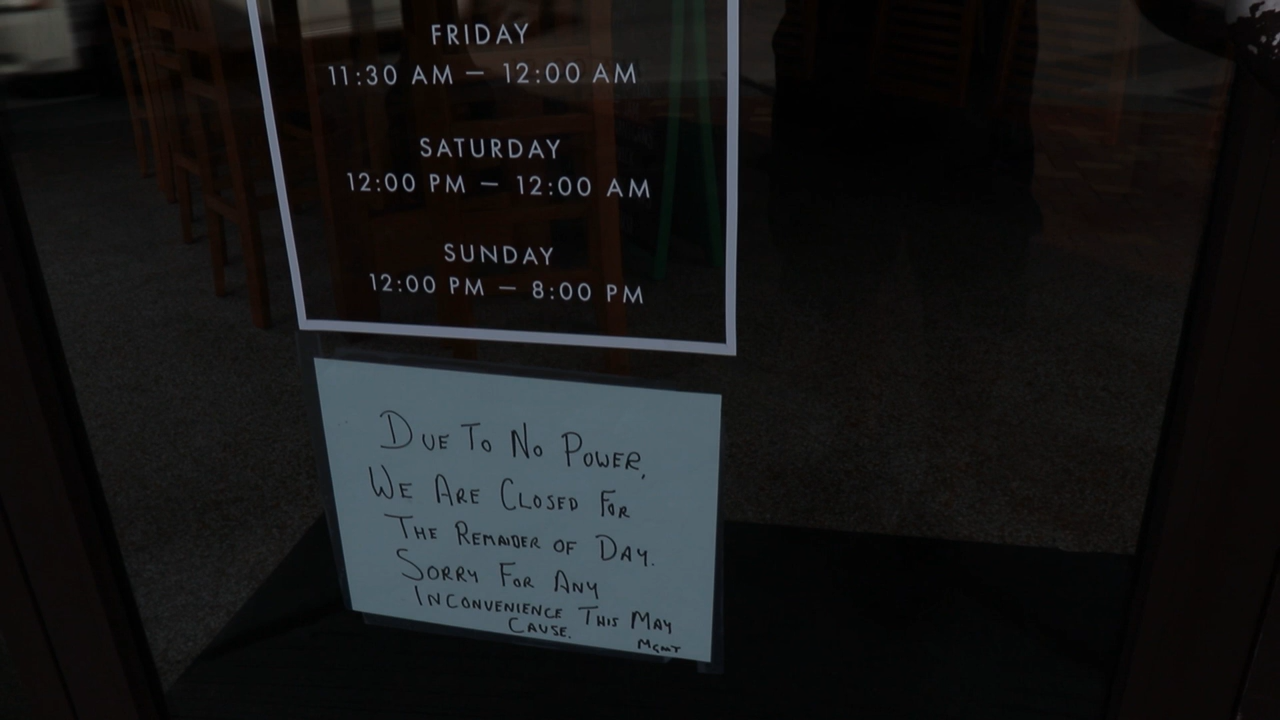 FRIDAY
11:30 AM — 12:00 AM
SATURDAY
12:00 PM — 12:00 AM
SUNDAY
12:00 PM — 8:00 PM
DUE TO NO POWER,
WE ARE CLOSED FOR
THE REMAIDER OF DAY.
SORRY FOR ANY
INCONVENIENCE THIS MAY
CAUSE.
MGMT